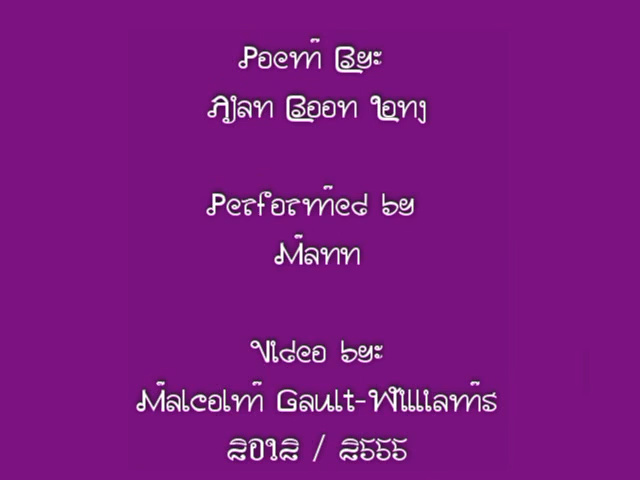 Poem By:
Ajan Boon Long
Performed by
Mann
Video by:
Malcolm Gault-Williams
2012 / 2555